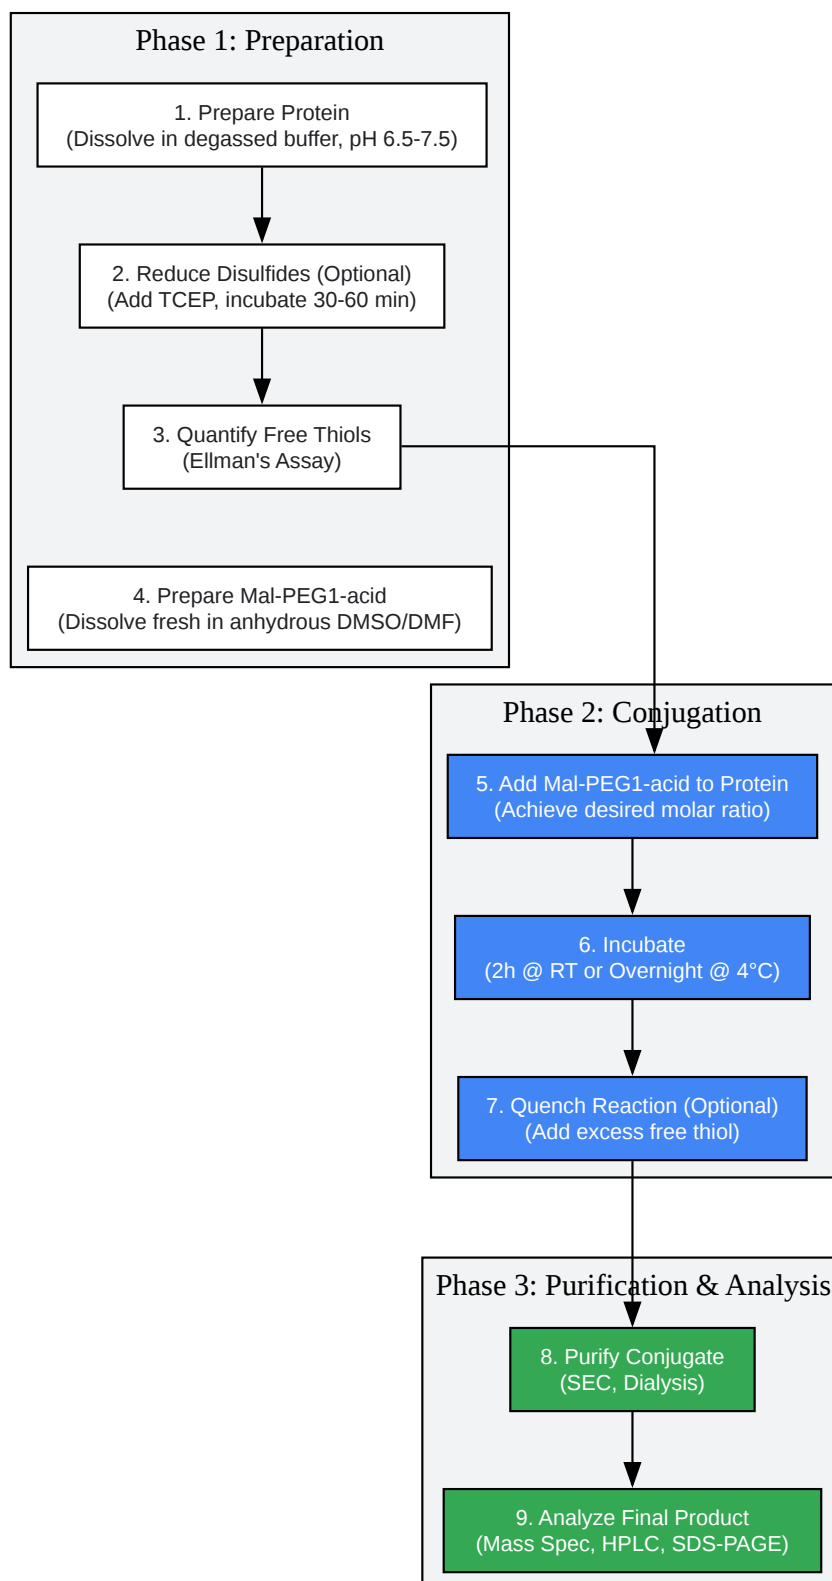 Phase 1: Preparation
1. Prepare Protein
(Dissolve in degassed buffer, pH 6.5-7.5)
2. Reduce Disulfides (Optional)
(Add TCEP, incubate 30-60 min)
3. Quantify Free Thiols
(Ellman's Assay)
4. Prepare Mal-PEG1-acid
(Dissolve fresh in anhydrous DMSO/DMF)
Phase 2: Conjugation
5. Add Mal-PEG1-acid to Protein
(Achieve desired molar ratio)
6. Incubate
(2h @ RT or Overnight @ 4°C)
7. Quench Reaction (Optional)
(Add excess free thiol)
Phase 3: Purification & Analysis
8. Purify Conjugate
(SEC, Dialysis)
9. Analyze Final Product
(Mass Spec, HPLC, SDS-PAGE)